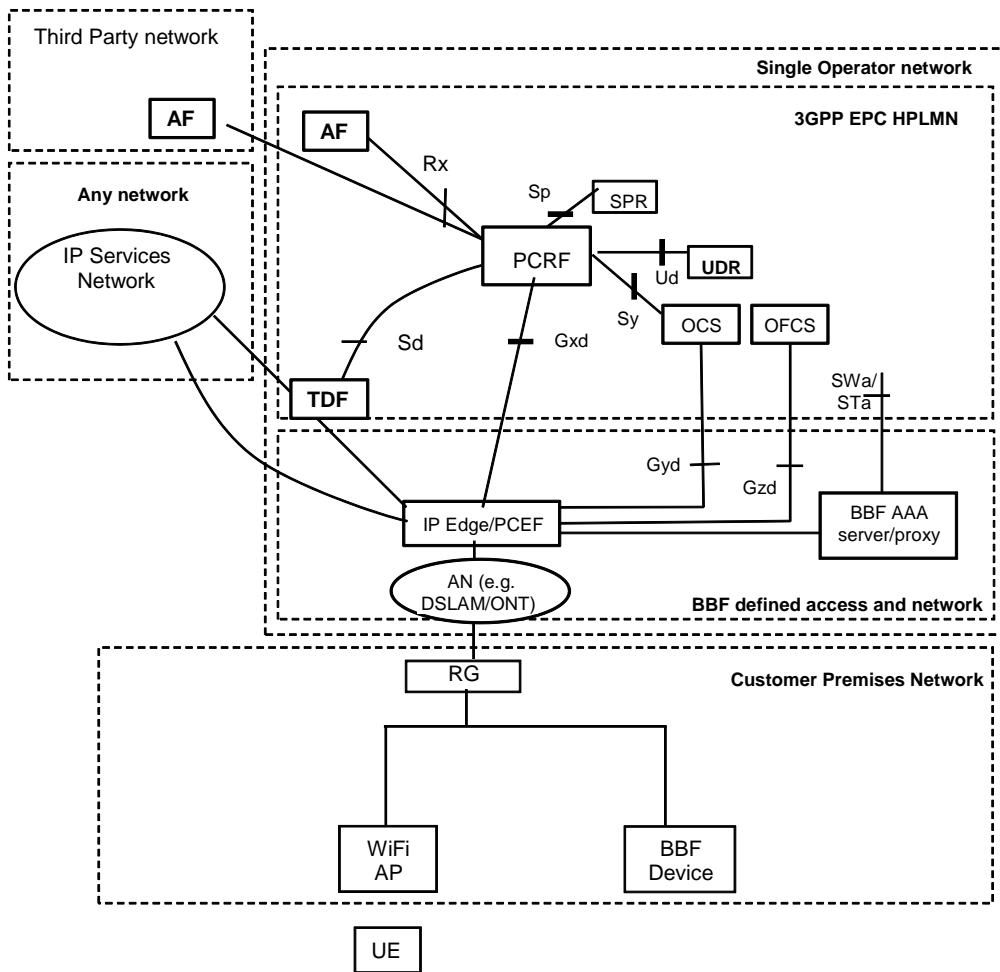 Third Party network
AF
Single Operator network
3GPP EPC HPLMN
AF
Rx
Any network
IP Services
Network
Sp
SPR
PCRF
Ud
UDR
Sy
OCS
OFCS
Sd
Gxd
TDF
SWa/
STa
Gyd
Gzd
IP Edge/PCEF
BBF AAA
server/proxy
AN (e.g.
DSLAM/ONT)
BBF defined access and network
RG
Customer Premises Network
WiFi
AP
BBF
Device
UE